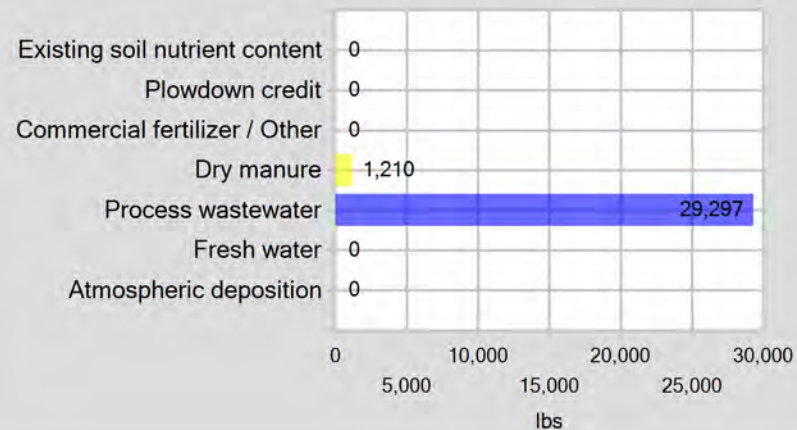 Existing soil nutrient content 0
Plowdown credit 0
Commercial fertilizer / Other 0
Dry manure 1,210
Process wastewater 29,297
Fresh water 0
Atmospheric deposition 0
0 10,000 20,000 30,000
5,000 15,000 25,000
lbs